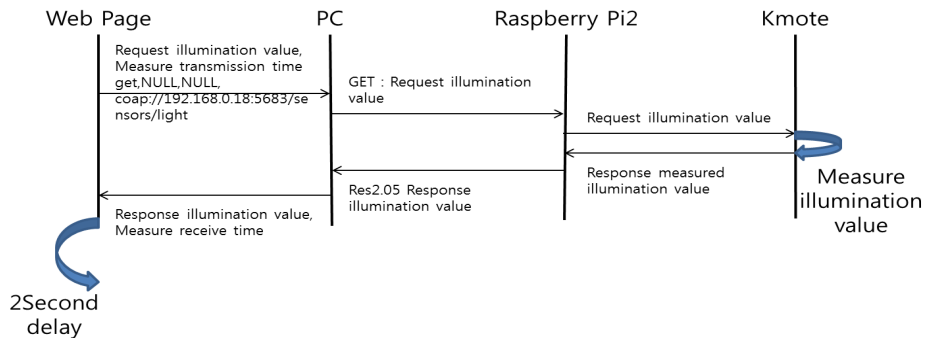 Web Page
PC
Raspberry Pi2
Kmote
Request illumination value,
Measure transmission time
get,NULL,NULL,
coap://192.168.0.18:5683/se
nsors/light
GET : Request illumination
value
Request illumination value
Measure
illumination
value
Response measured
illumination value
Res2.05 Response
illumination value
Response illumination value,
Measure receive time
2Second
delay